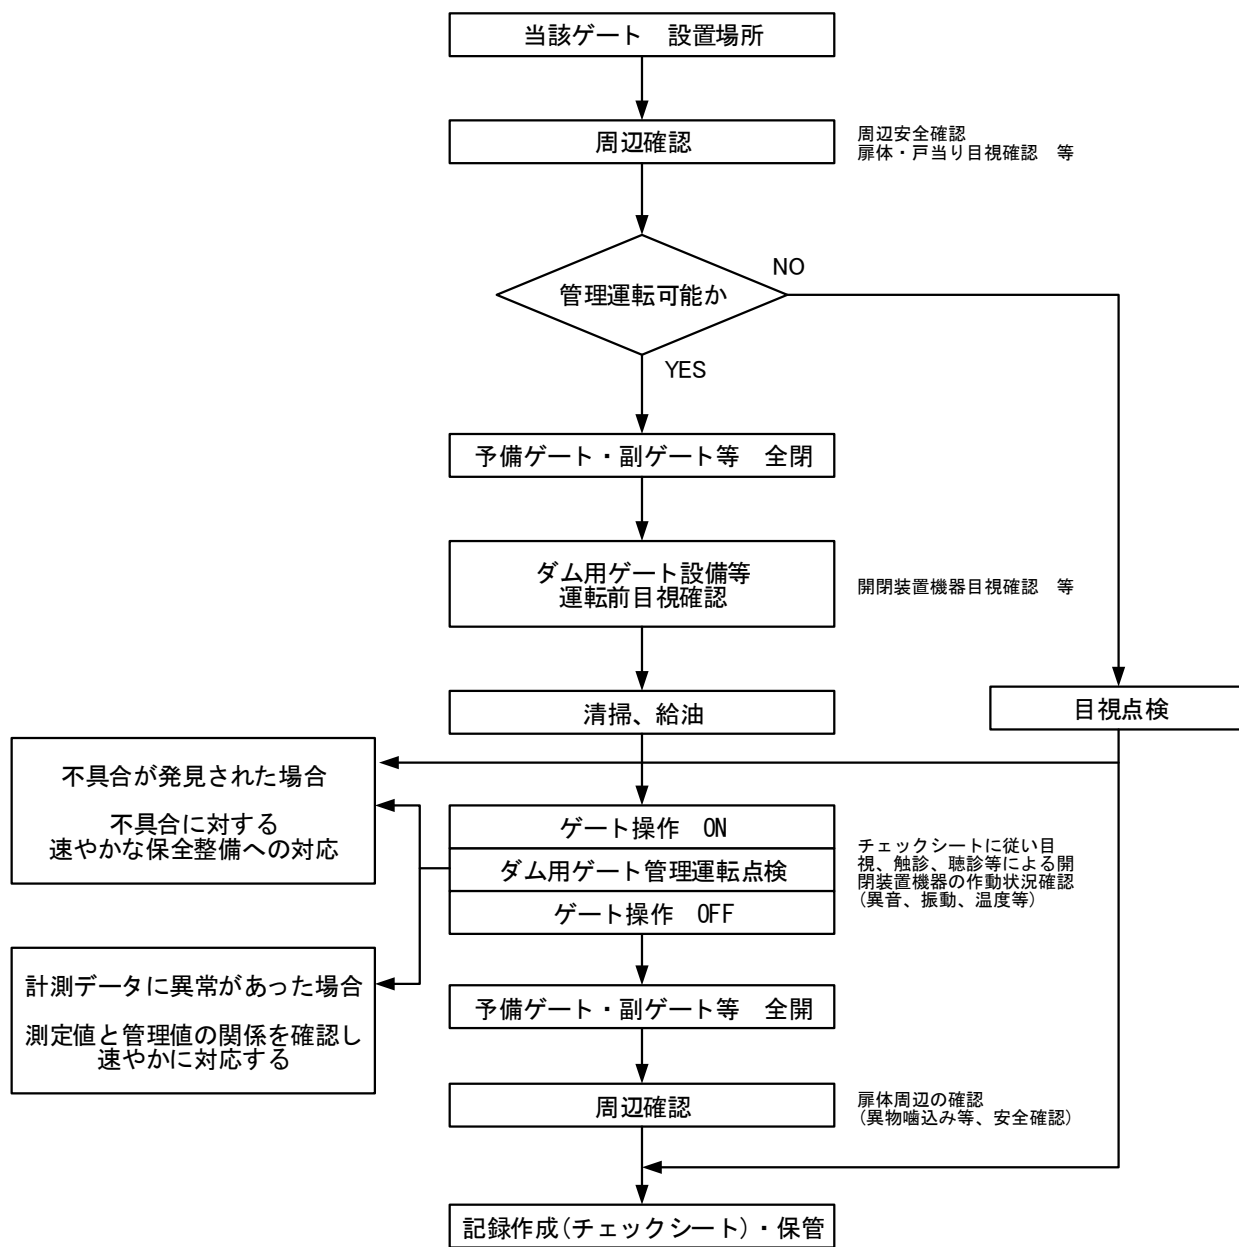 当該ゲート　設置場所
周辺確認
周辺安全確認
扉体・戸当り目視確認　等
管理運転可能か
NO
YES
予備ゲート・副ゲート等　全閉
ダム用ゲート設備等
運転前目視確認
開閉装置機器目視確認　等
清掃、給油
目視点検
不具合が発見された場合
不具合に対する
速やかな保全整備への対応
ゲート操作　ON
ダム用ゲート管理運転点検
ゲート操作　OFF
チェックシートに従い目
視、触診、聴診等による開
閉装置機器の作動状況確認
(異音、振動、温度等)
計測データに異常があった場合
測定値と管理値の関係を確認し
速やかに対応する
予備ゲート・副ゲート等　全開
周辺確認
扉体周辺の確認
(異物噛込み等、安全確認)
記録作成(チェックシート)・保管